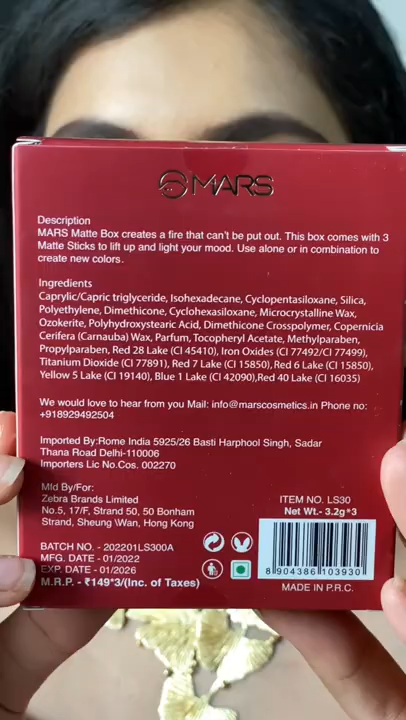 MARS
Description
MARS Matte Box creates a fire that can't be put out. This box comes with 3
Matte Sticks to lift up and light your mood. Use alone or in combination to
create new colors.
Ingredients
Caprylic/Capric triglyceride, Isohexadecane, Cyclopentasiloxane, Silica,
Polyethylene, Dimethicone, Cyclohexasiloxane, Microcrystalline Wax,
Ozokerite, Polyhydroxystearic Acid, Dimethicone Crosspolymer, Copernicia
Cerifera (Carnauba) Wax, Parfum, Tocopheryl Acetate, Methylparaben,
Propylparaben, Red 28 Lake (CI 45410), Iron Oxides (CI 77492/CI 77499),
Titanium Dioxide (CI 77891), Red 7 Lake (CI 15850), Red 6 Lake (CI 15850),
Yellow 5 Lake (CI 19140), Blue 1 Lake (CI 42090),Red 40 Lake (CI 16035)
We would love to hear from you Mail: info@marscosmetics.in Phone no:
+918929492504
Imported By:Rome India 5925/26 Basti Harphool Singh, Sadar
Thana Road Delhi-110006
Importers Lic No.Cos. 002270
Mfd By/For:
Zebra Brands Limited
No.5, 17/F, Strand 50, 50 Bonham
Strand, Sheung Wan, Hong Kong
ITEM NO. LS30
Net Wt.- 3.2g*3
BATCH NO. - 202201LS300A
MFG. DATE - 01/2022
EXP. DATE - 01/2026
M.R.P. - ₹149*3/(Inc. of Taxes)
8 904386 103930
MADE IN P.R.C.